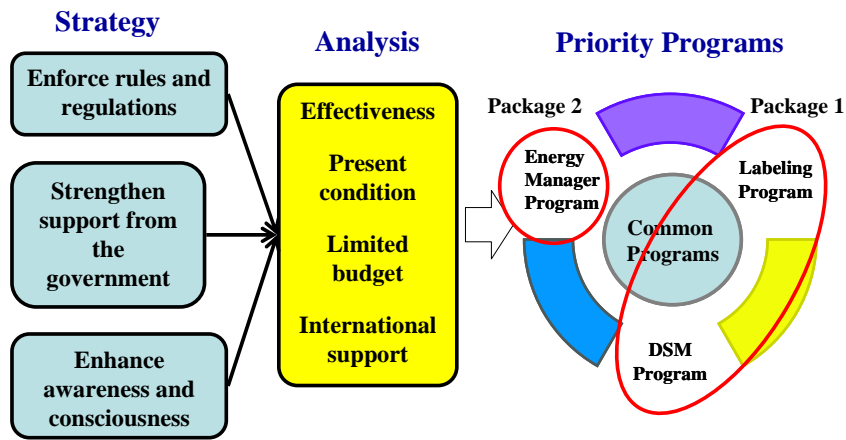 Strategy
Enforce rules and
regulations
Strengthen
support from
the
government
Enhance
awareness and
consciousness
Analysis
Effectiveness
Present
condition
Limited
budget
International
support
Priority Programs
Package 2
Package 1
Energy
Manager
Program
Labeling
Program
Common
Programs
DSM
Program